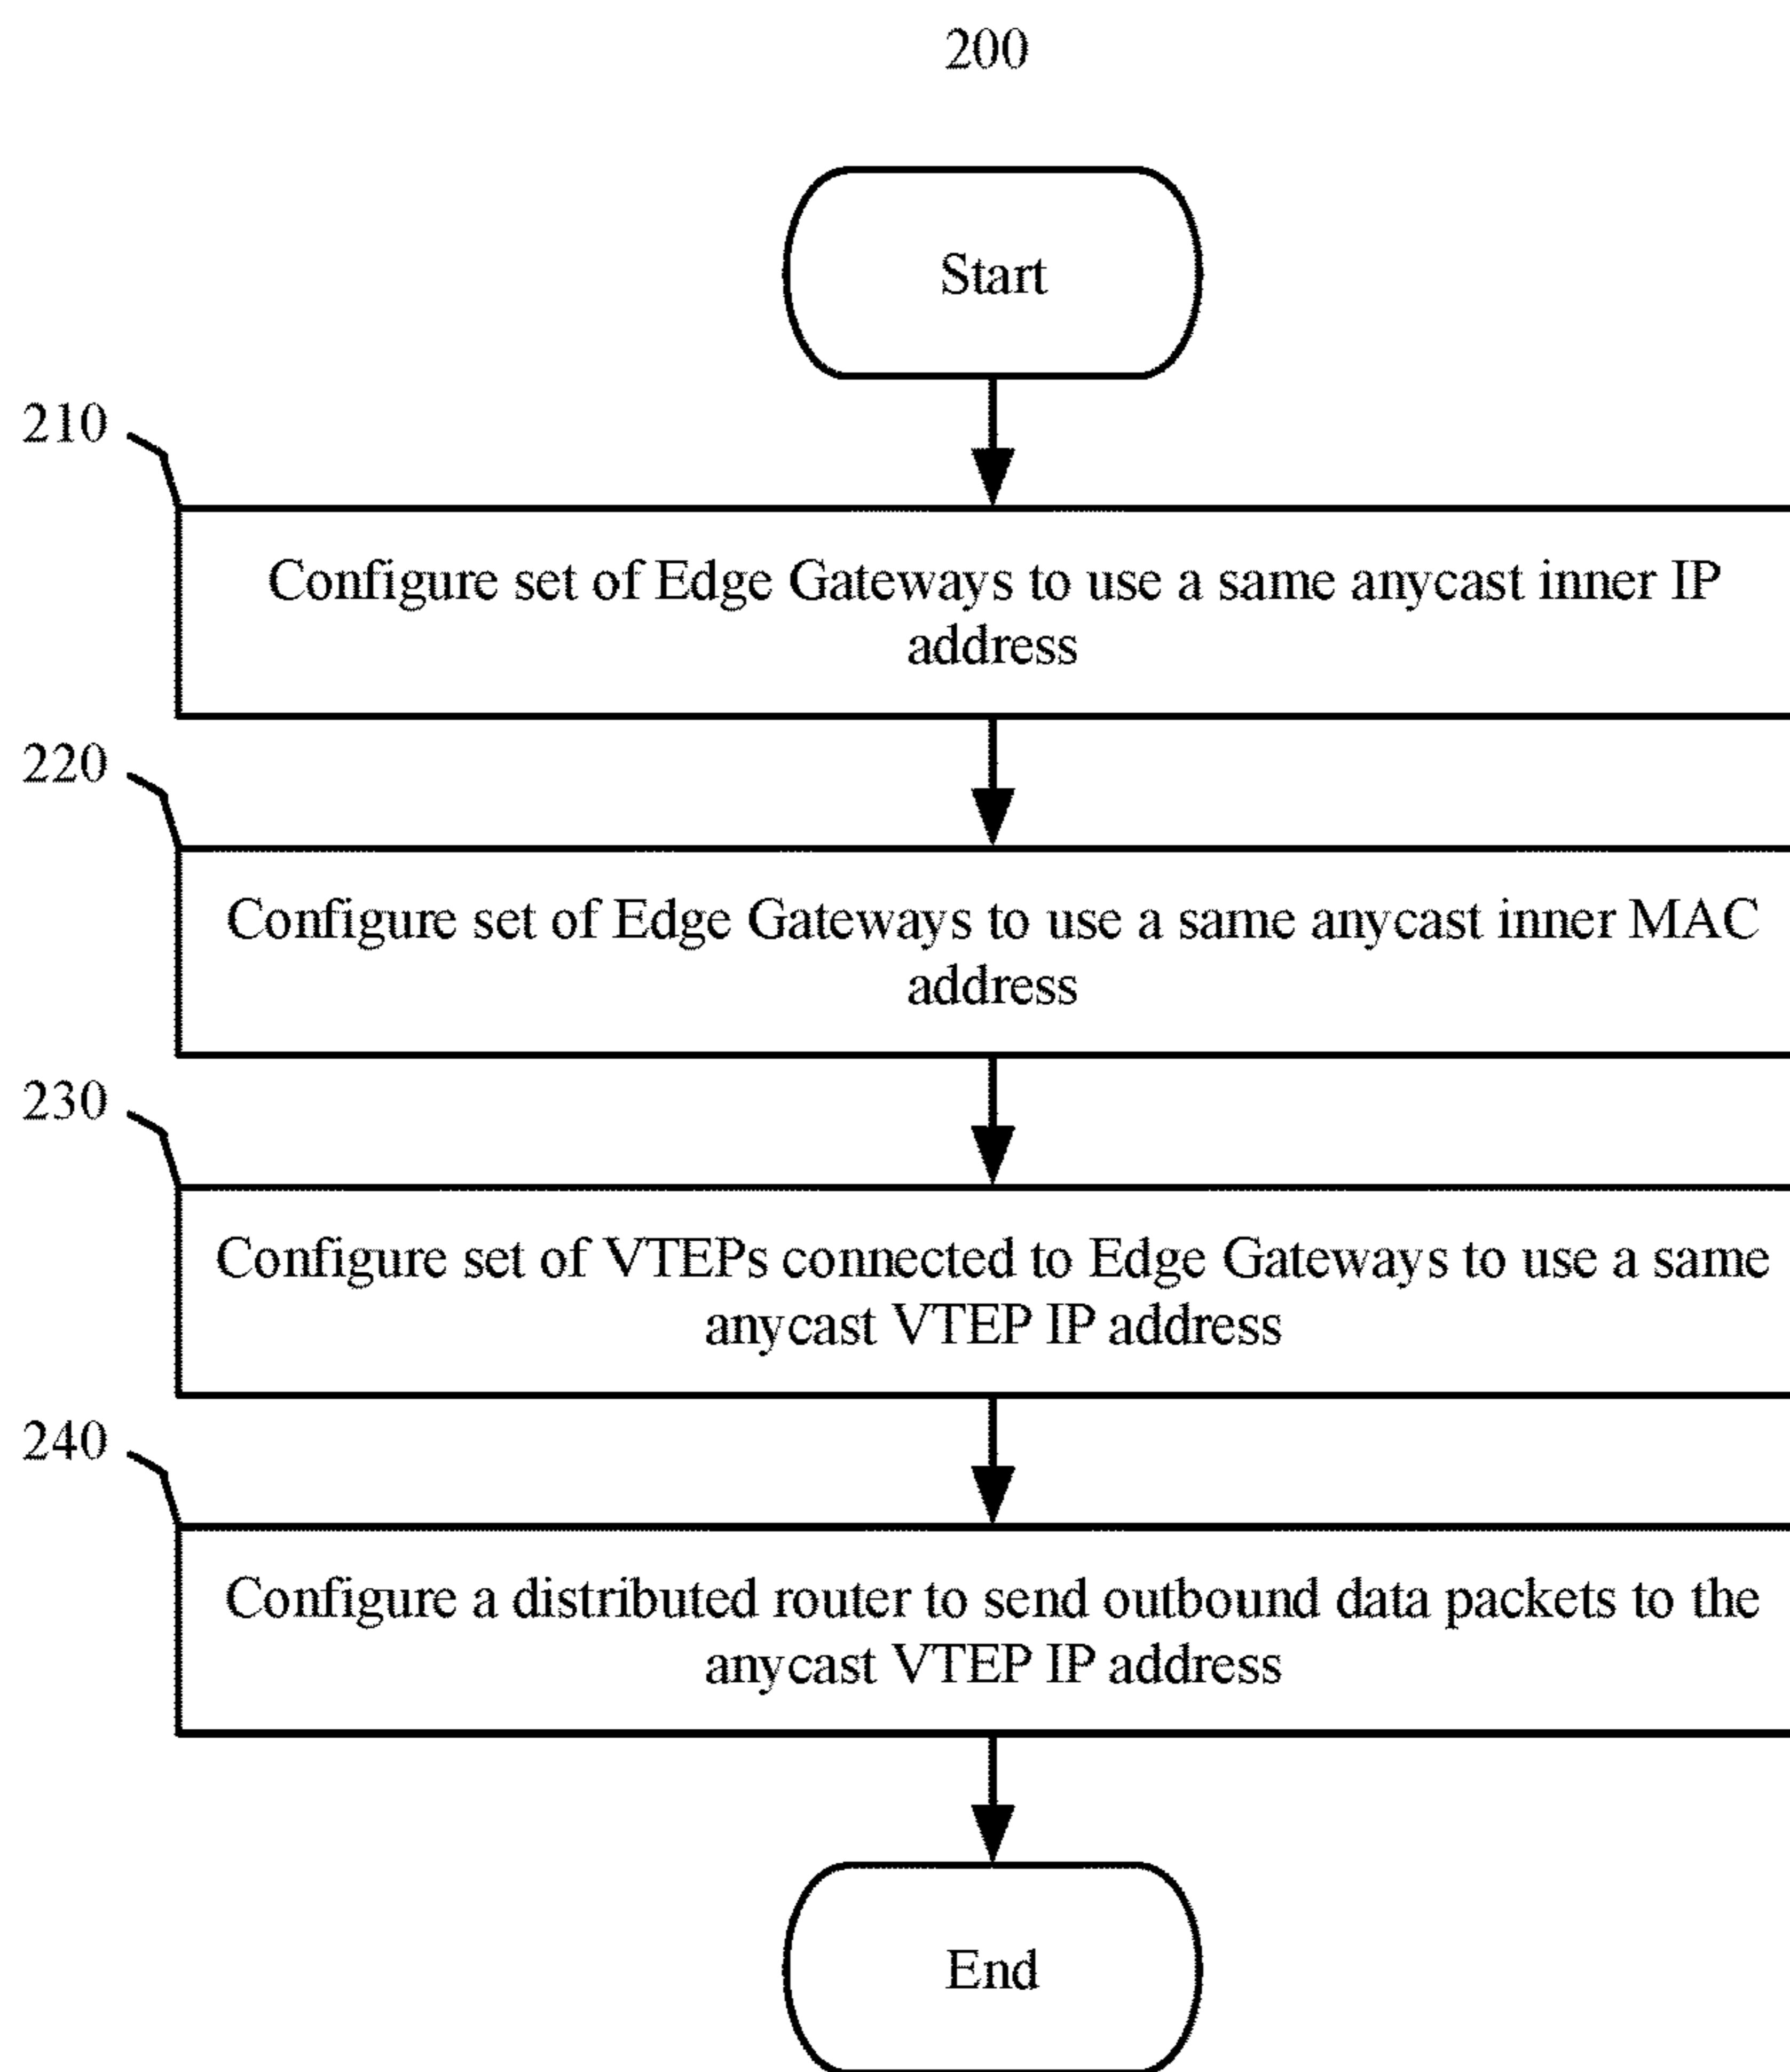 200
Start
210
Configure set of Edge Gateways to use a same anycast inner IP
address
220
Configure set of Edge Gateways to use a same anycast inner MAC
address
230
Configure set of VTEPs connected to Edge Gateways to use a same
anycast VTEP IP address
240
Configure a distributed router to send outbound data packets to the
anycast VTEP IP address
End